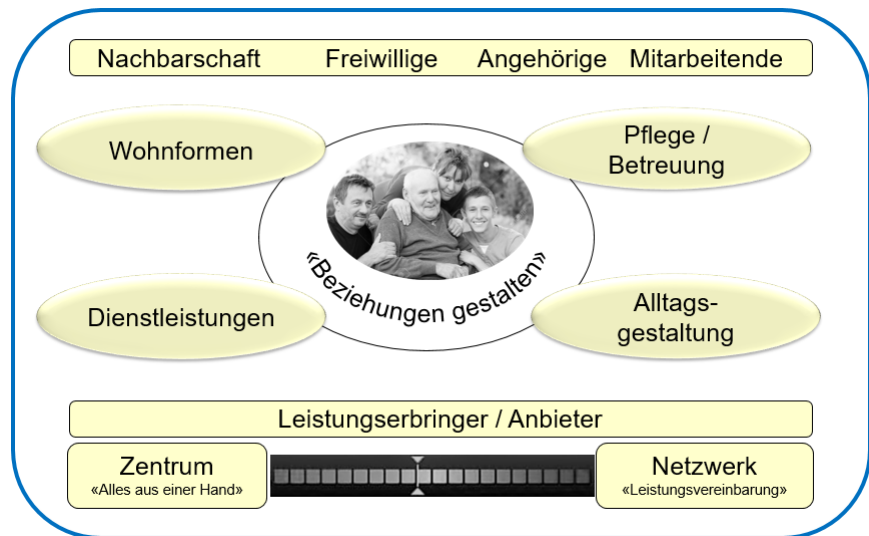 Nachbarschaft Freiwillige Angehörige Mitarbeitende
Wohnformen
Pflege /
Betreuung
«Beziehungen gestalten»
Dienstleistungen
Alltags-
gestaltung
Leistungserbringer / Anbieter
Zentrum
«Alles aus einer Hand»
Netzwerk
«Leistungsvereinbarung»